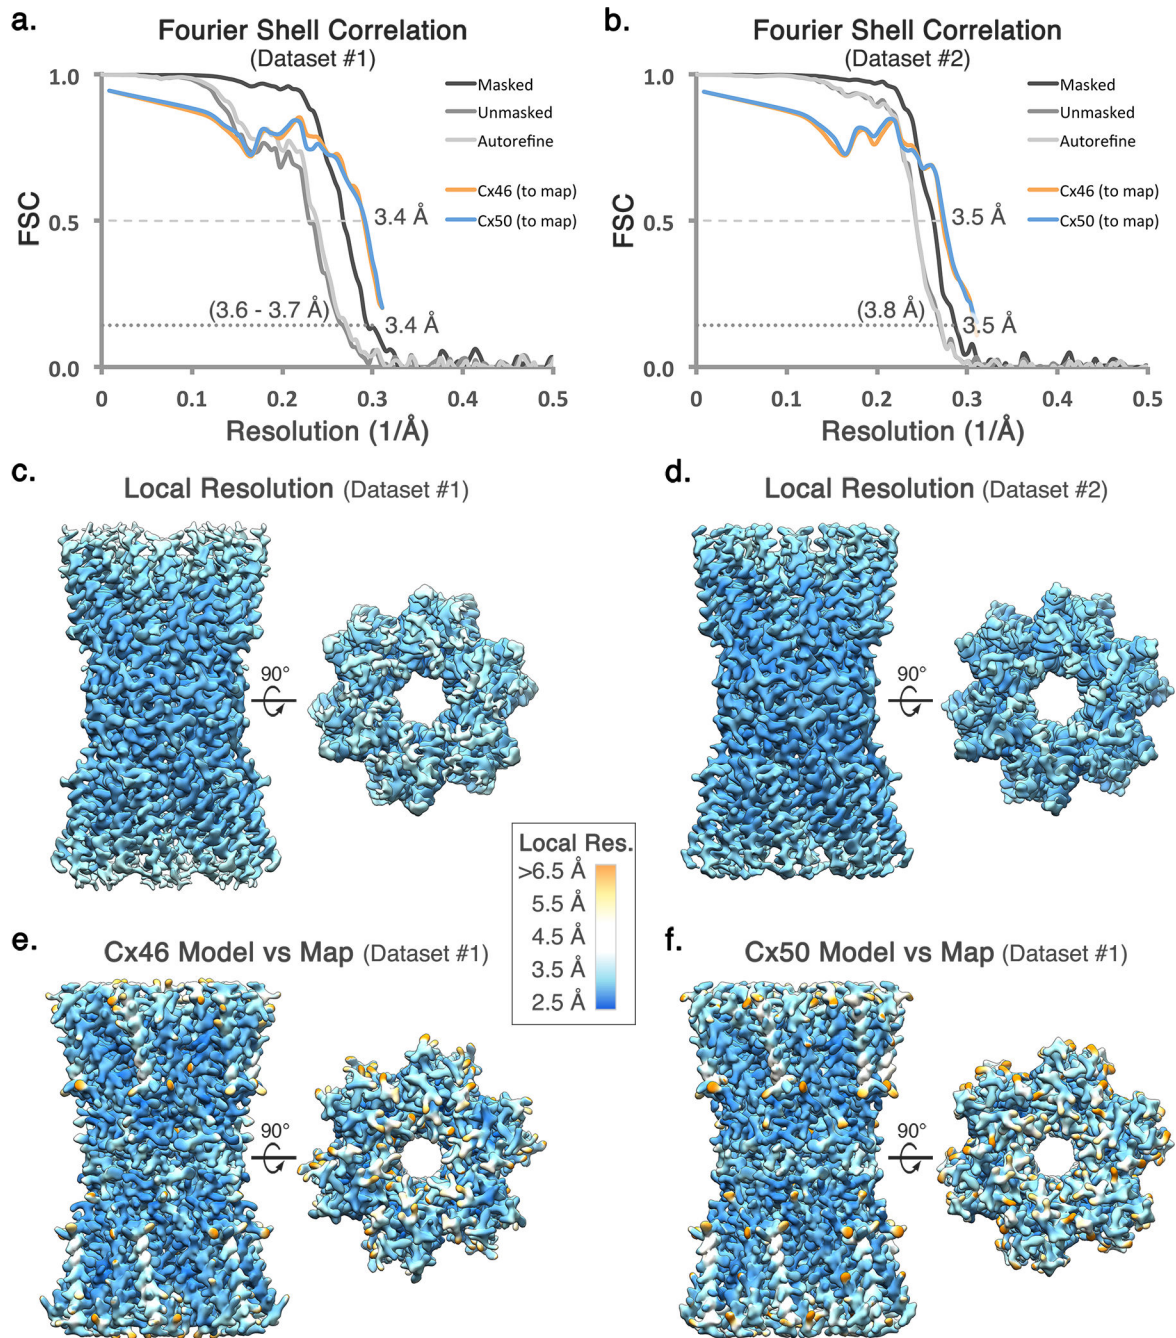 a.
Fourier Shell Correlation
(Dataset #1)
1.0
0.5
0.0
FSC
Masked
Unmasked
Autorefine
Cx46 (to map)
Cx50 (to map)
3.4 Å
(3.6 - 3.7 Å)
3.4 Å
0 0.1 0.2 0.3 0.4 0.5
Resolution (1/Å)
b.
Fourier Shell Correlation
(Dataset #2)
1.0
0.5
0.0
FSC
Masked
Unmasked
Autorefine
Cx46 (to map)
Cx50 (to map)
3.5 Å
(3.8 Å)
3.5 Å
0 0.1 0.2 0.3 0.4 0.5
Resolution (1/Å)
c.
Local Resolution (Dataset #1)
90°
d.
Local Resolution (Dataset #2)
90°
Local Res.
>6.5 Å
5.5 Å
4.5 Å
3.5 Å
2.5 Å
e.
Cx46 Model vs Map (Dataset #1)
90°
f.
Cx50 Model vs Map (Dataset #1)
90°